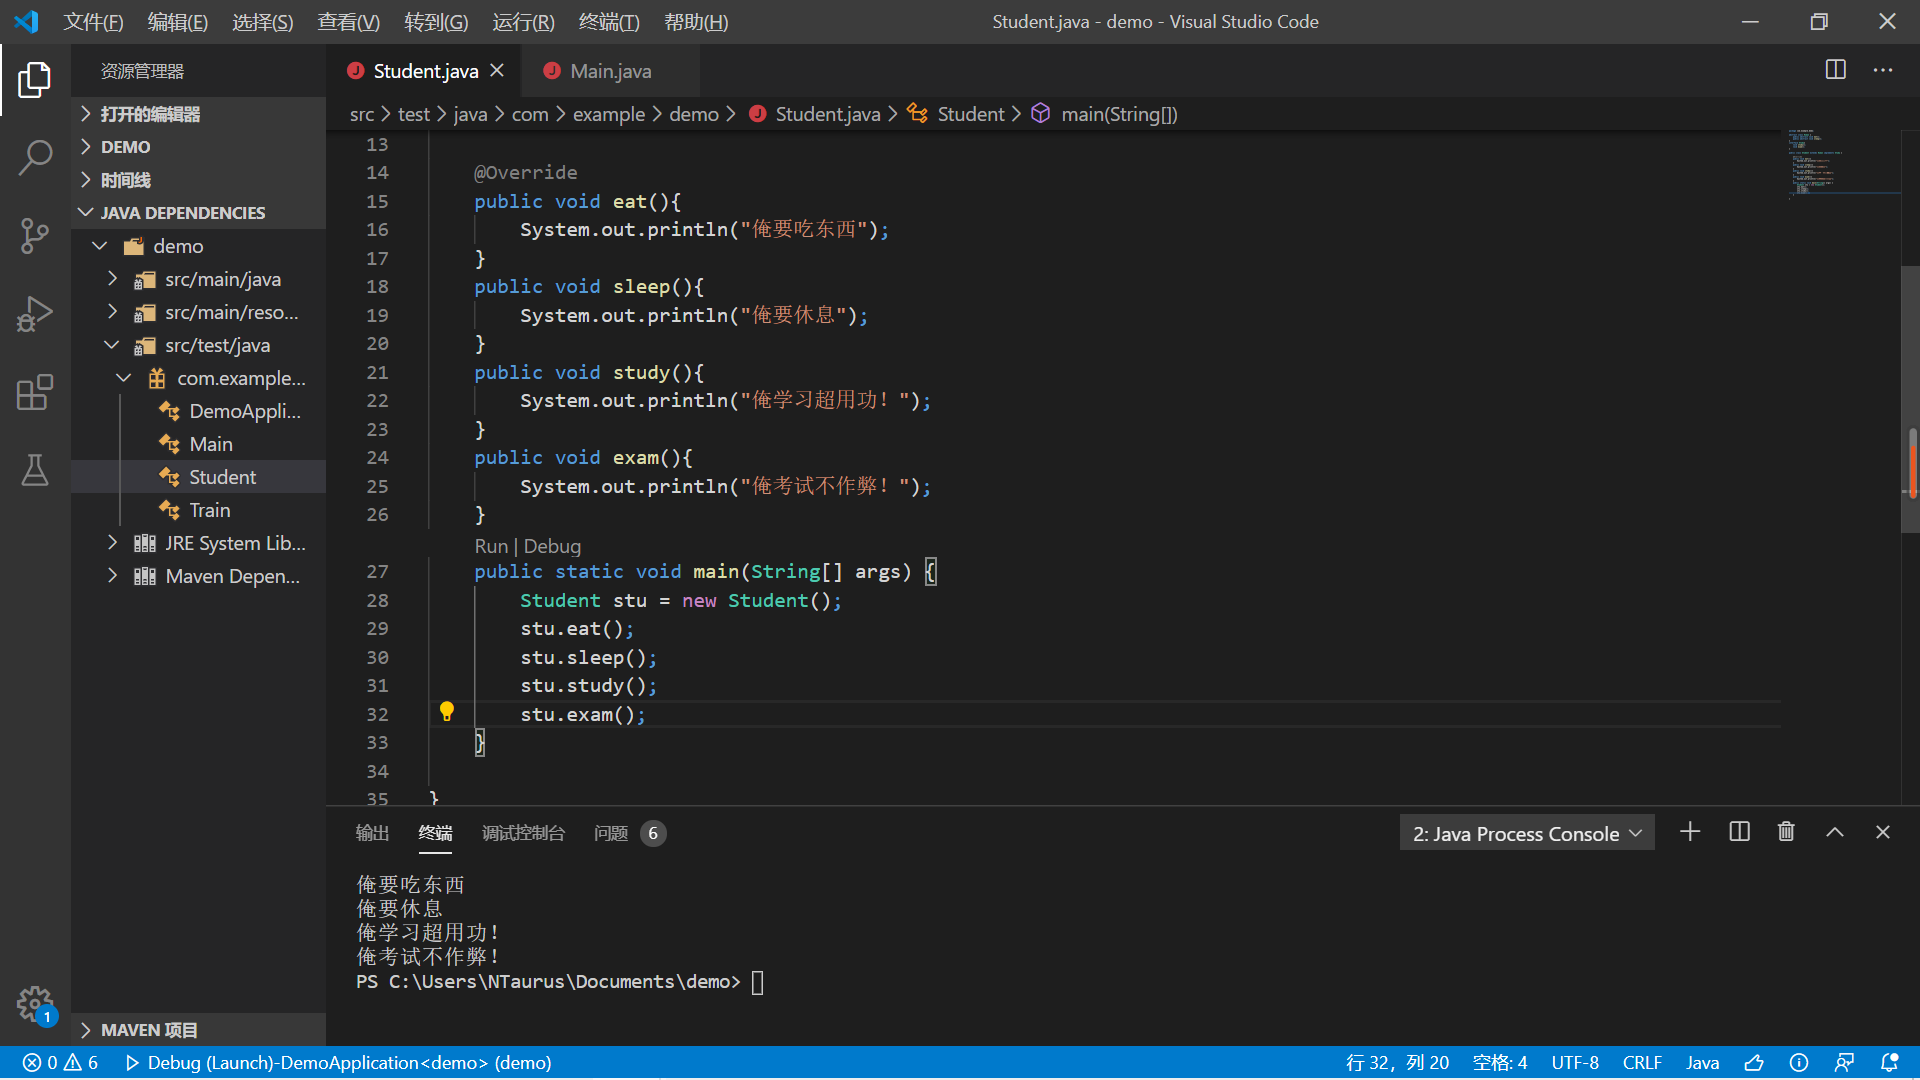 文件(F) 编辑(E) 选择(S) 查看(V) 转到(G) 运行(R) 终端(T) 帮助(H) Student.java - demo - Visual Studio Code
资源管理器
打开的编辑器
DEMO
时间线
JAVA DEPENDENCIES
demo
src/main/java
src/main/reso...
src/test/java
com.example...
DemoAppli...
Main
Student
Train
JRE System Lib...
Maven Depen...
MAVEN 项目
Student.java Main.java
src > test > java > com > example > demo > Student.java > Student > main(String[])
13
14 @Override
15 public void eat(){
16 System.out.println("俺要吃东西");
17 }
18 public void sleep(){
19 System.out.println("俺要休息");
20 }
21 public void study(){
22 System.out.println("俺学习超用功！");
23 }
24 public void exam(){
25 System.out.println("俺考试不作弊！");
26 }
Run | Debug
27 public static void main(String[] args) {
28 Student stu = new Student();
29 stu.eat();
30 stu.sleep();
31 stu.study();
32 stu.exam();
33 }
34
35 }
输出 终端 调试控制台 问题 6 2: Java Process Console
俺要吃东西
俺要休息
俺学习超用功！
俺考试不作弊！
PS C:\Users\NTaurus\Documents\demo>
1
0 6 Debug (Launch)-DemoApplication<demo> (demo) 行 32，列 20 空格: 4 UTF-8 CRLF Java